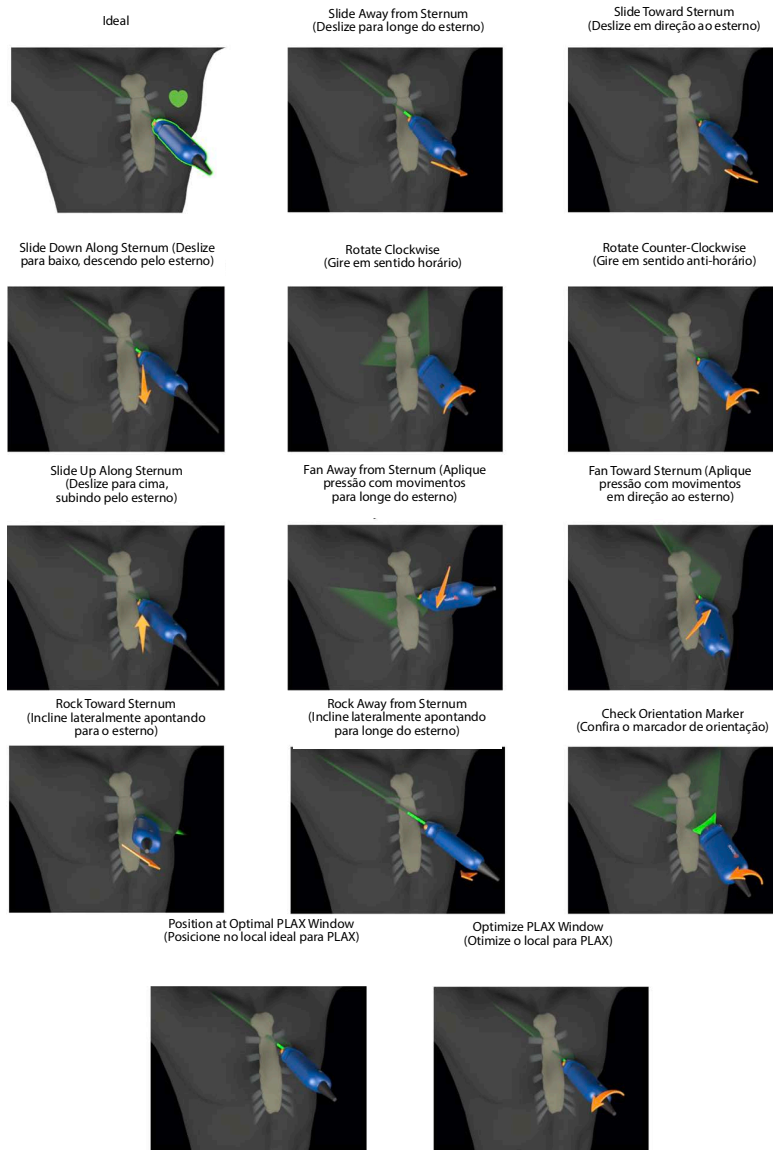 Ideal
Slide Away from Sternum
(Deslize para longe do esterno)
Slide Toward Sternum
(Deslize em direção ao esterno)
Slide Down Along Sternum (Deslize
para baixo, descendo pelo esterno)
Rotate Clockwise
(Gire em sentido horário)
Rotate Counter-Clockwise
(Gire em sentido anti-horário)
Slide Up Along Sternum
(Deslize para cima,
subindo pelo esterno)
Fan Away from Sternum (Aplique
pressão com movimentos
para longe do esterno)
Fan Toward Sternum (Aplique
pressão com movimentos
em direção ao esterno)
Rock Toward Sternum
(Incline lateralmente apontando
para o esterno)
Rock Away from Sternum
(Incline lateralmente apontando
para longe do esterno)
Check Orientation Marker
(Confira o marcador de orientação)
Position at Optimal PLAX Window
(Posicione no local ideal para PLAX)
Optimize PLAX Window
(Otimize o local para PLAX)